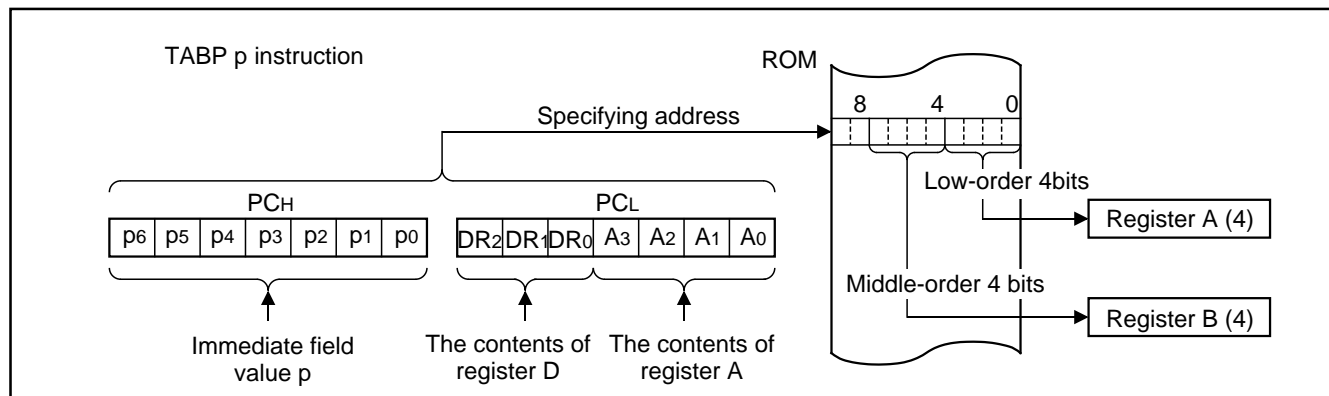 TABP p instruction
ROM
8 4 0
Specifying address
Low-order 4bits
PCH PCL
p6 p5 p4 p3 p2 p1 p0 DR2 DR1 DR0 A3 A2 A1 A0
Register A (4)
Middle-order 4 bits
Register B (4)
Immediate field
value p
The contents of
register D
The contents of
register A